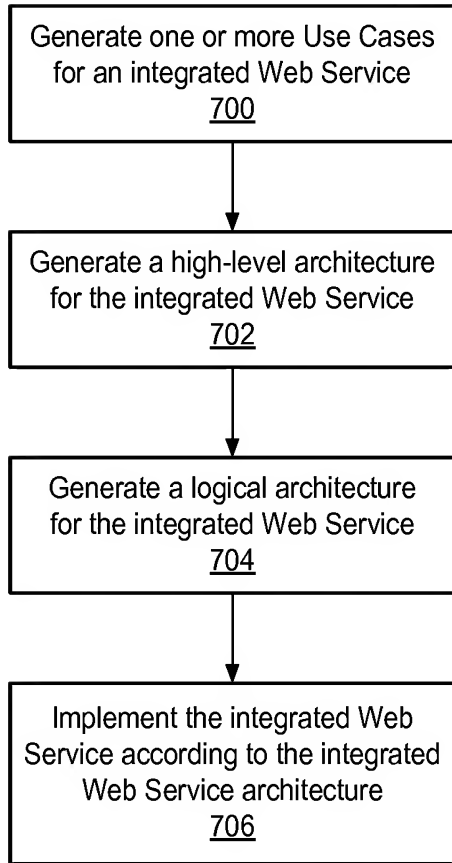 Generate one or more Use Cases
for an integrated Web Service
700
Generate a high-level architecture
for the integrated Web Service
702
Generate a logical architecture
for the integrated Web Service
704
Implement the integrated Web
Service according to the integrated
Web Service architecture
706